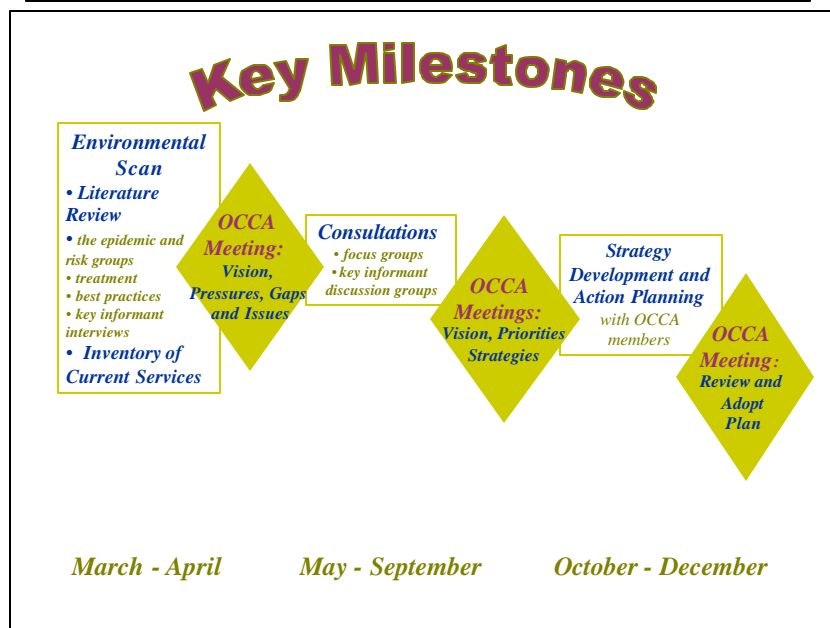 Key Milestones
Environmental
Scan
• Literature
Review
• the epidemic and
risk groups
• treatment
• best practices
• key informant
interviews
• Inventory of
Current Services
OCCA
Meeting:
Vision,
Pressures, Gaps
and Issues
Consultations
• focus groups
• key informant
discussion groups
OCCA
Meetings:
Vision, Priorities
Strategies
Strategy
Development and
Action Planning
with OCCA
members
OCCA
Meeting:
Review and
Adopt
Plan
March - April
May - September
October - December